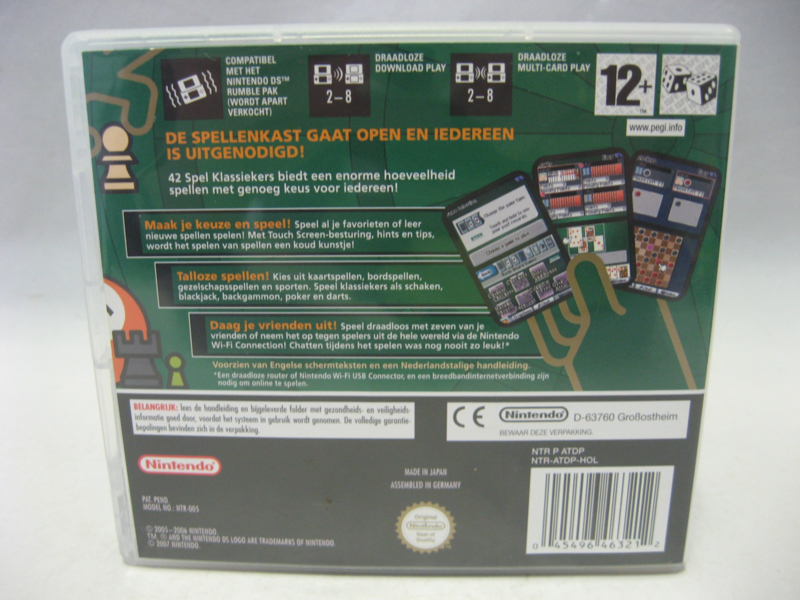 COMPATIBEL
MET HET
NINTENDO DS™
RUMBLE PAK
(WORDT APART
VERKOCHT)
DRAADLOZE
DOWNLOAD PLAY
2–8
DRAADLOZE
MULTI-CARD PLAY
2–8
12+
www.pegi.info
DE SPELLENKAST GAAT OPEN EN IEDEREEN
IS UITGENODIGD!
42 Spel Klassiekers biedt een enorme hoeveelheid
spellen met genoeg keus voor iedereen!
Maak je keuze en speel! Speel al je favorieten of leer
nieuwe spellen spelen! Met Touch Screen-besturing, hints en tips,
wordt het spelen van spellen een koud kunstje!
Talloze spellen! Kies uit kaartspellen, bordspellen,
gezelschapsspellen en sporten. Speel klassiekers als schaken,
blackjack, backgammon, poker en darts.
Daag je vrienden uit! Speel draadloos met zeven van je
vrienden of neem het op tegen spelers uit de hele wereld via de Nintendo
Wi-Fi Connection! Chatten tijdens het spelen was nog nooit zo leuk!*
Voorzien van Engelse schermteksten en een Nederlandstalige handleiding.
*Een draadloze router of Nintendo Wi-Fi USB Connector, en een breedbandinternetverbinding zijn
nodig om online te spelen.
BELANGRIJK: lees de handleiding en bijgeleverde folder met gezondheids- en veiligheids-
informatie goed door, voordat het systeem in gebruik wordt genomen. De volledige garantie-
bepalingen bevinden zich in de verpakking.
CE Nintendo D-63760 Großostheim
BEWAAR DEZE VERPAKKING.
Nintendo
NTR P ATDP
NTR-ATDP-HOL
MADE IN JAPAN
ASSEMBLED IN GERMANY
PAT. PEND.
MODEL NO.: NTR-005
© 2005–2006 NINTENDO.
TM, ® AND THE NINTENDO DS LOGO ARE TRADEMARKS OF NINTENDO.
© 2007 NINTENDO.
Original
Nintendo
Seal of
Quality
0 45496 46321 2